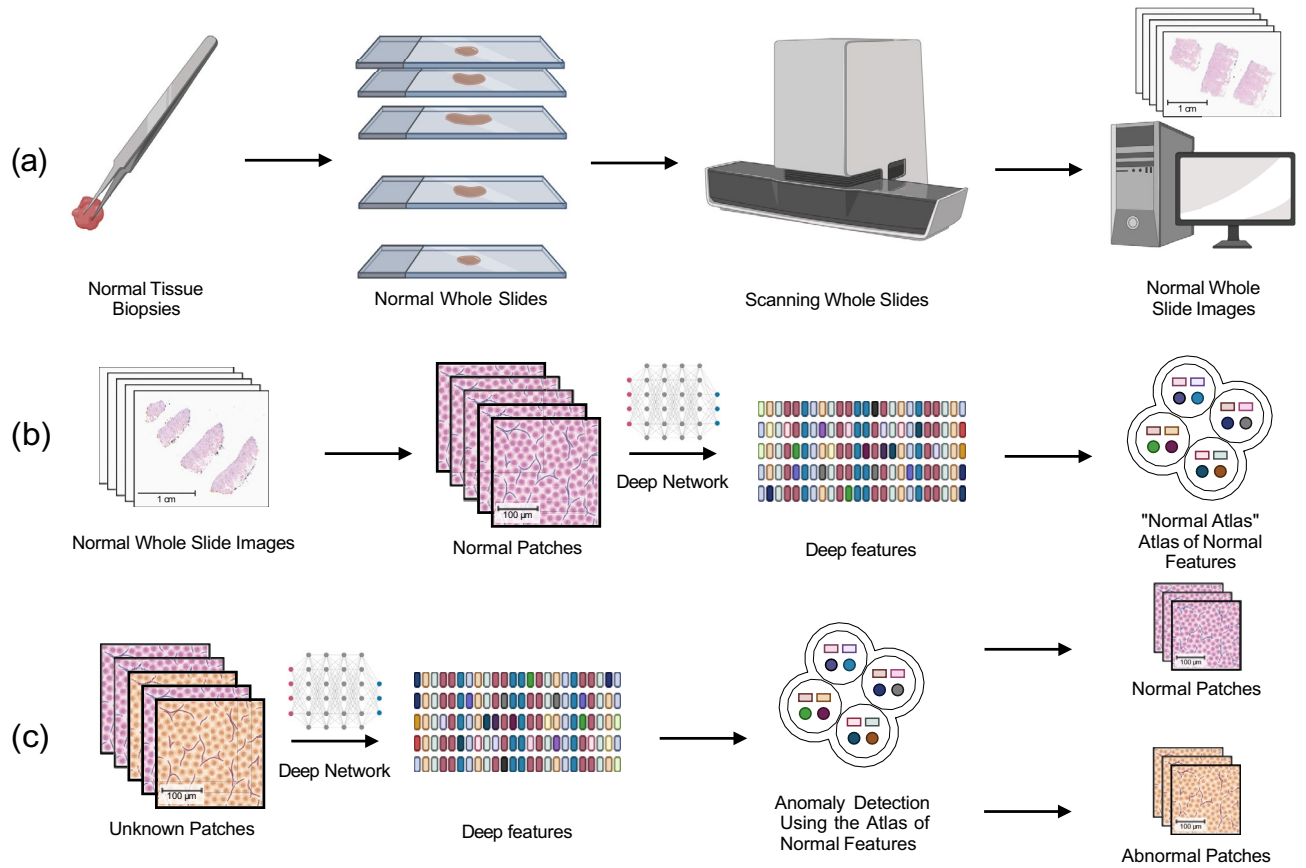 (a)
1 cm
Normal Tissue
Biopsies
Normal Whole Slides
Scanning Whole Slides
Normal Whole
Slide Images
(b)
1 cm
Normal Whole Slide Images
100 µm
Normal Patches
Deep Network
Deep features
"Normal Atlas"
Atlas of Normal
Features
(c)
100 µm
Unknown Patches
Deep Network
Deep features
Anomaly Detection
Using the Atlas of
Normal Features
100 µm
Normal Patches
100 µm
Abnormal Patches